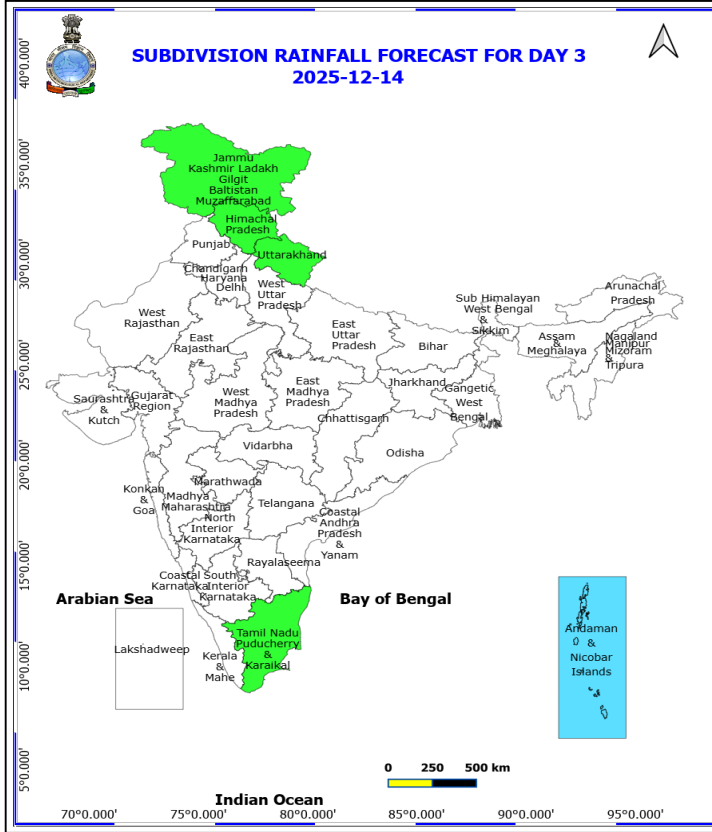 SUBDIVISION RAINFALL FORECAST FOR DAY 3
2025-12-14
40°0.000'
35°0.000'
30°0.000'
25°0.000'
20°0.000'
15°0.000'
10°0.000'
5°0.000'
Jammu
Kashmir Ladakh
Gilgit
Baltistan
Muzaffarabad
Himachal
Pradesh
Punjab
Uttarakhand
Chandigarh
Haryana
Delhi
West
Uttar
Pradesh
West
Rajasthan
East
Rajasthan
East
Uttar
Pradesh
Bihar
Sub Himalayan
West Bengal
&
Sikkim
Arunachal
Pradesh
Assam
&
Meghalaya
Nagaland
Manipur
Mizoram
&
Tripura
Saurashtra
&
Kutch
Gujarat
Region
West
Madhya
Pradesh
East
Madhya
Pradesh
Jharkhand
Gangetic
West
Bengal
Chhattisgarh
Odisha
Vidarbha
Marathwada
Konkan
&
Goa
Madhya
Maharashtra
North
Interior
Karnataka
Telangana
Coastal
Andhra
Pradesh
&
Yanam
Rayalaseema
Coastal
Karnataka
South
Interior
Karnataka
Arabian Sea
Bay of Bengal
Lakshadweep
Kerala
&
Mahe
Tamil Nadu
Puducherry
&
Karaikal
Andaman
&
Nicobar
Islands
0 250 500 km
Indian Ocean
70°0.000' 75°0.000' 80°0.000' 85°0.000' 90°0.000' 95°0.000'